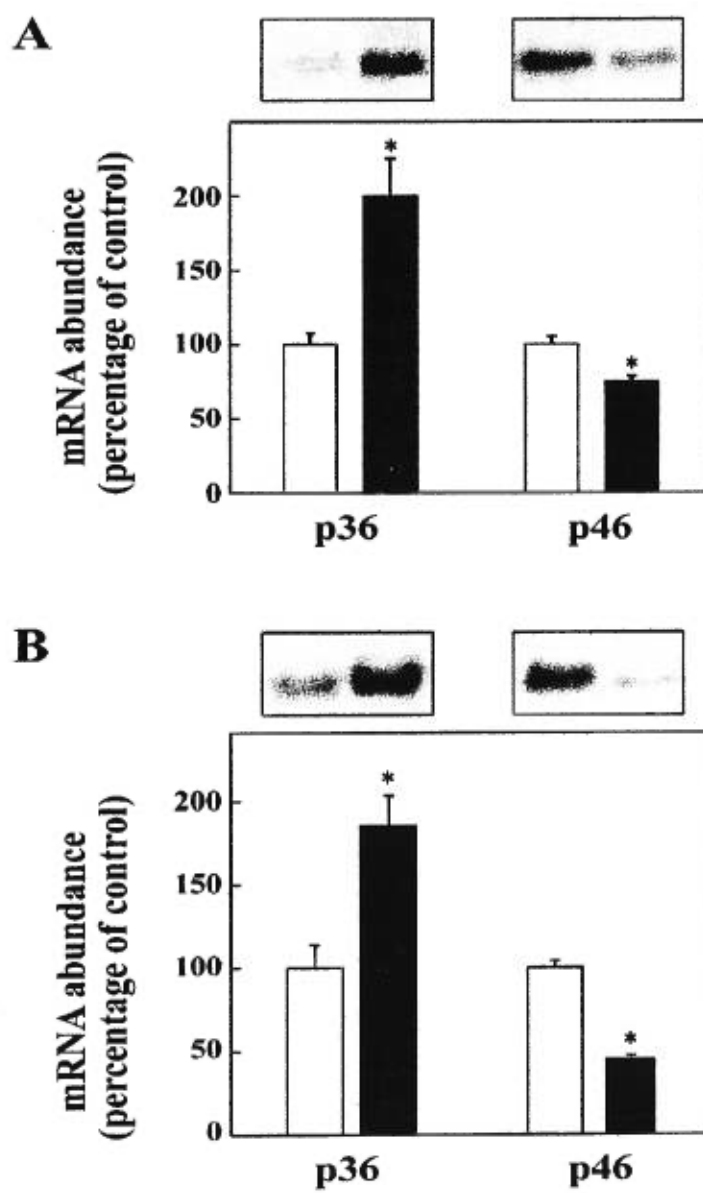 A
mRNA abundance
(percentage of control)
200
150
100
50
0
*
*
p36
p46
B
mRNA abundance
(percentage of control)
200
150
100
50
0
*
*
p36
p46